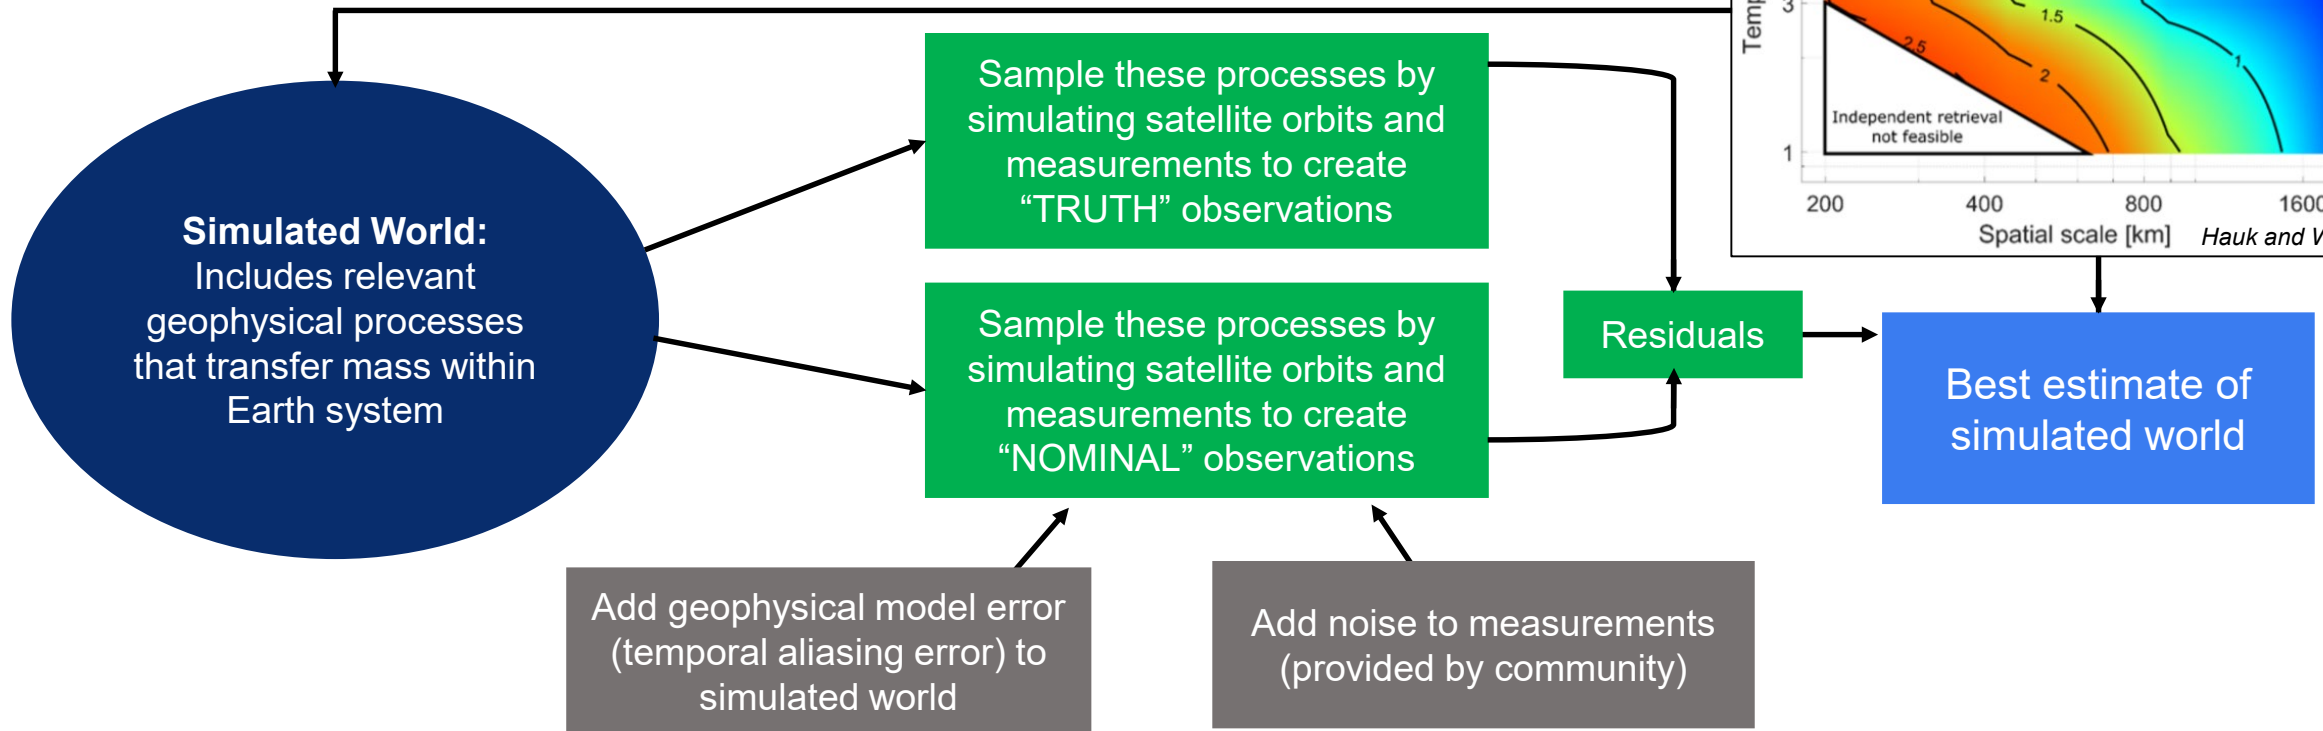 Simulated World:
Includes relevant
geophysical processes
that transfer mass within
Earth system
Sample these processes by
simulating satellite orbits and
measurements to create
“TRUTH” observations
Sample these processes by
simulating satellite orbits and
measurements to create
“NOMINAL” observations
Add geophysical model error
(temporal aliasing error) to
simulated world
Add noise to measurements
(provided by community)
Residuals
Best estimate of
simulated world
3
1.5
2.5
2
1
Independent retrieval
not feasible
1
200
400
800
1600
Spatial scale [km]
Hauk and